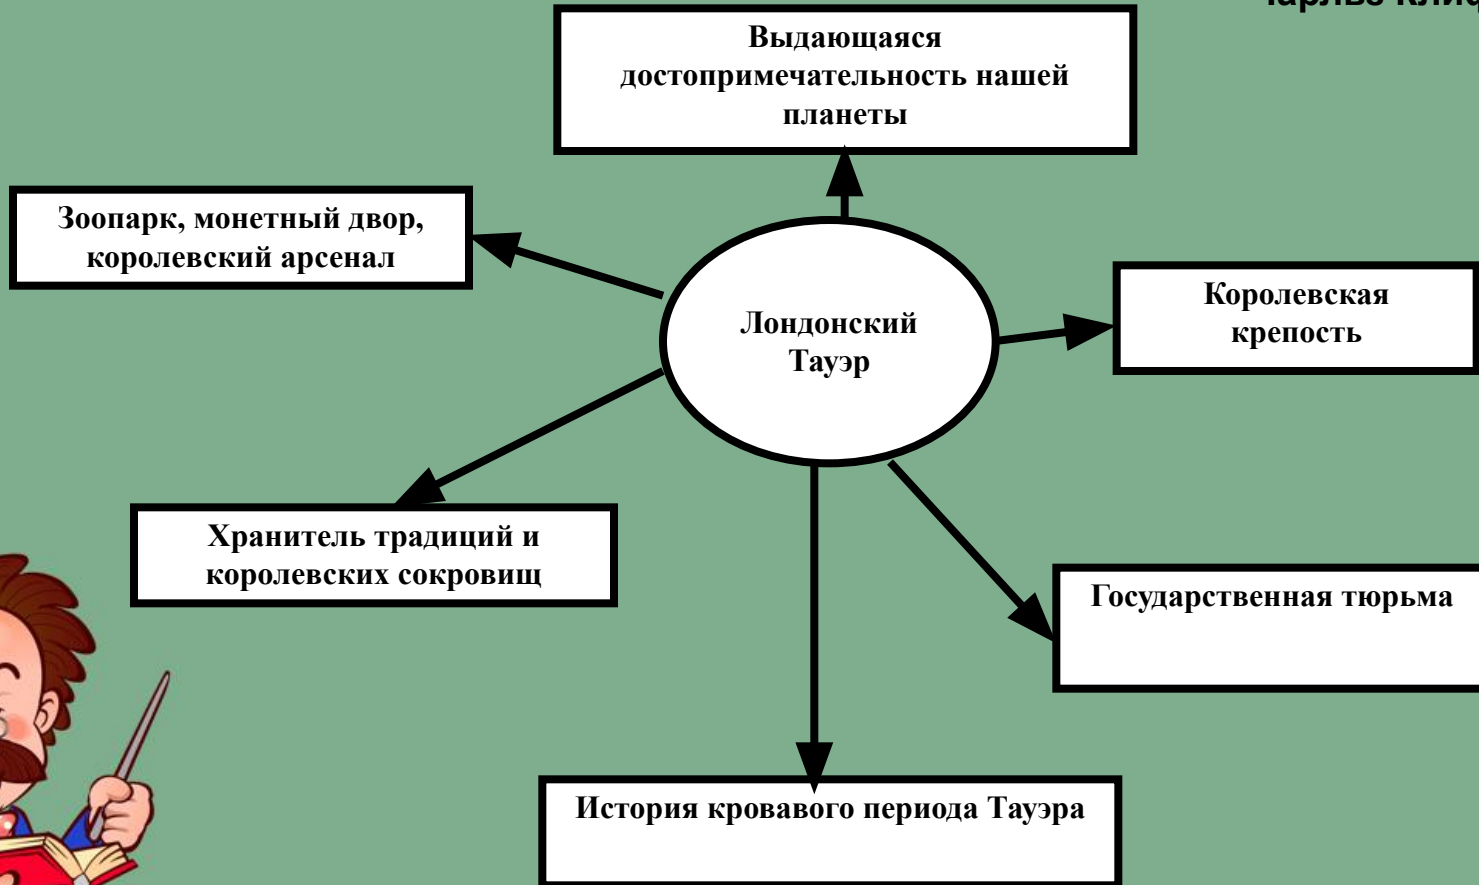 Выдающаяся
достопримечательность нашей
планеты
Зоопарк, монетный двор,
королевский арсенал
Королевская
крепость
Лондонский
Тауэр
Хранитель традиций и
королевских сокровищ
Государственная тюрьма
История кровавого периода Тауэра